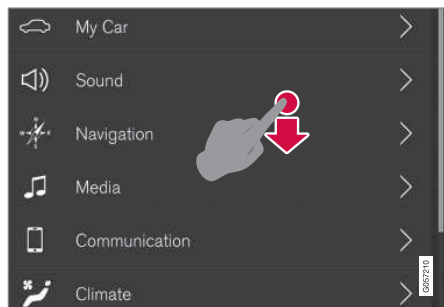 My Car
Sound
Navigation
Media
Communication
Climate
G057210